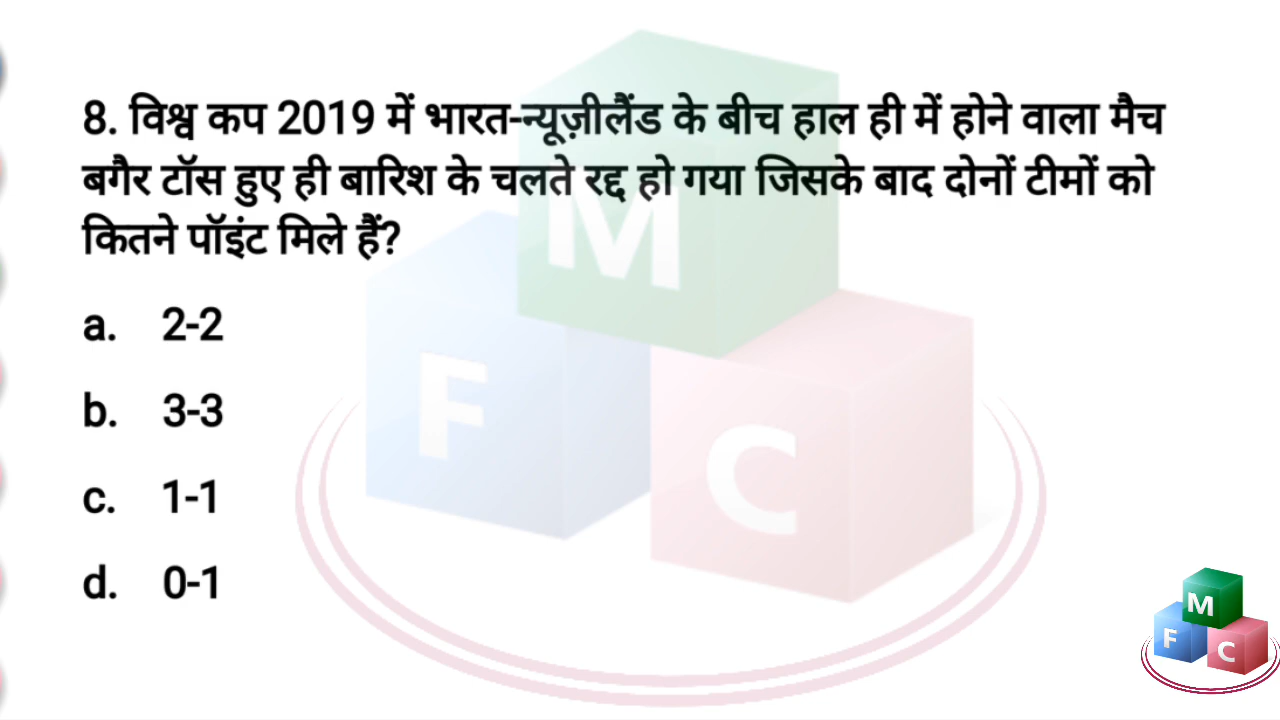 8. विश्व कप 2019 में भारत-न्यूज़ीलैंड के बीच हाल ही में होने वाला मैच
बगैर टॉस हुए ही बारिश के चलते रद्द हो गया जिसके बाद दोनों टीमों को
कितने पॉइंट मिले हैं?
M
a. 2-2
F
b. 3-3
C
c. 1-1
d. 0-1
M
F
C